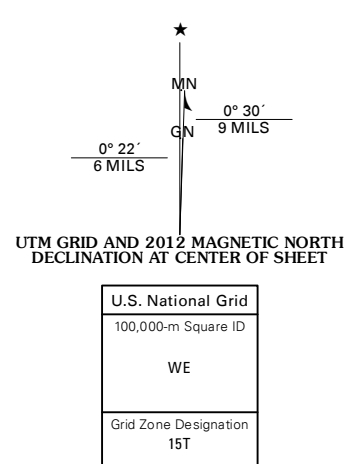 ★
MN
0° 30´
GN
9 MILS
0° 22´
6 MILS
UTM GRID AND 2012 MAGNETIC NORTH
DECLINATION AT CENTER OF SHEET
U.S. National Grid
100,000-m Square ID
WE
Grid Zone Designation
15T